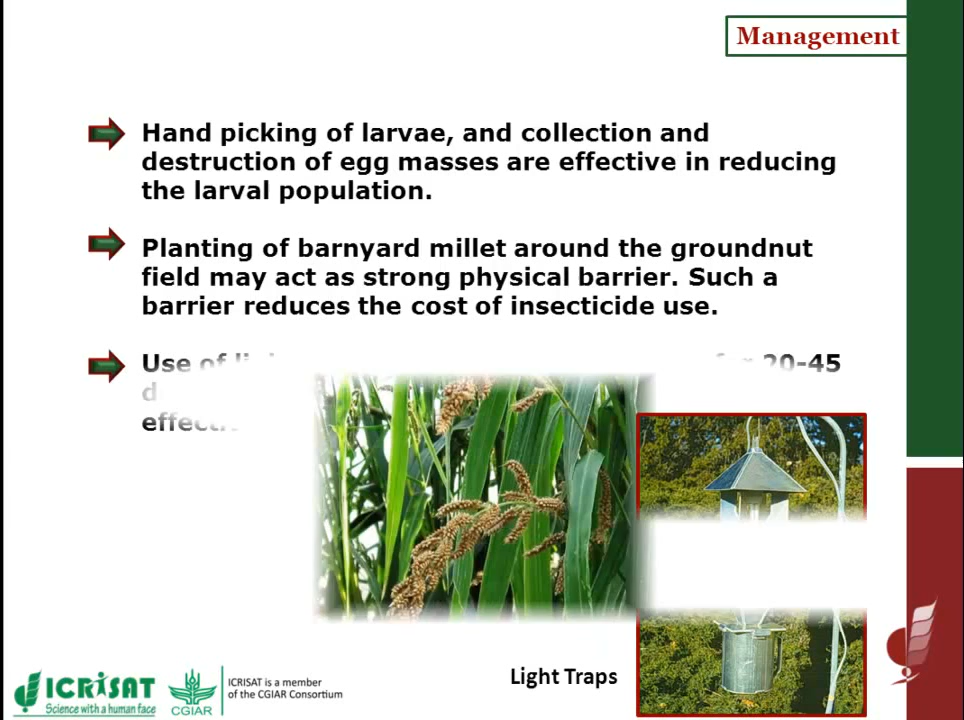 Management
Hand picking of larvae, and collection and
destruction of egg masses are effective in reducing
the larval population.
Planting of barnyard millet around the groundnut
field may act as strong physical barrier. Such a
barrier reduces the cost of insecticide use.
Use of 20-45
Light Traps
ICRISAT
Science with a human face
CGIAR
ICRISAT is a member
of the CGIAR Consortium